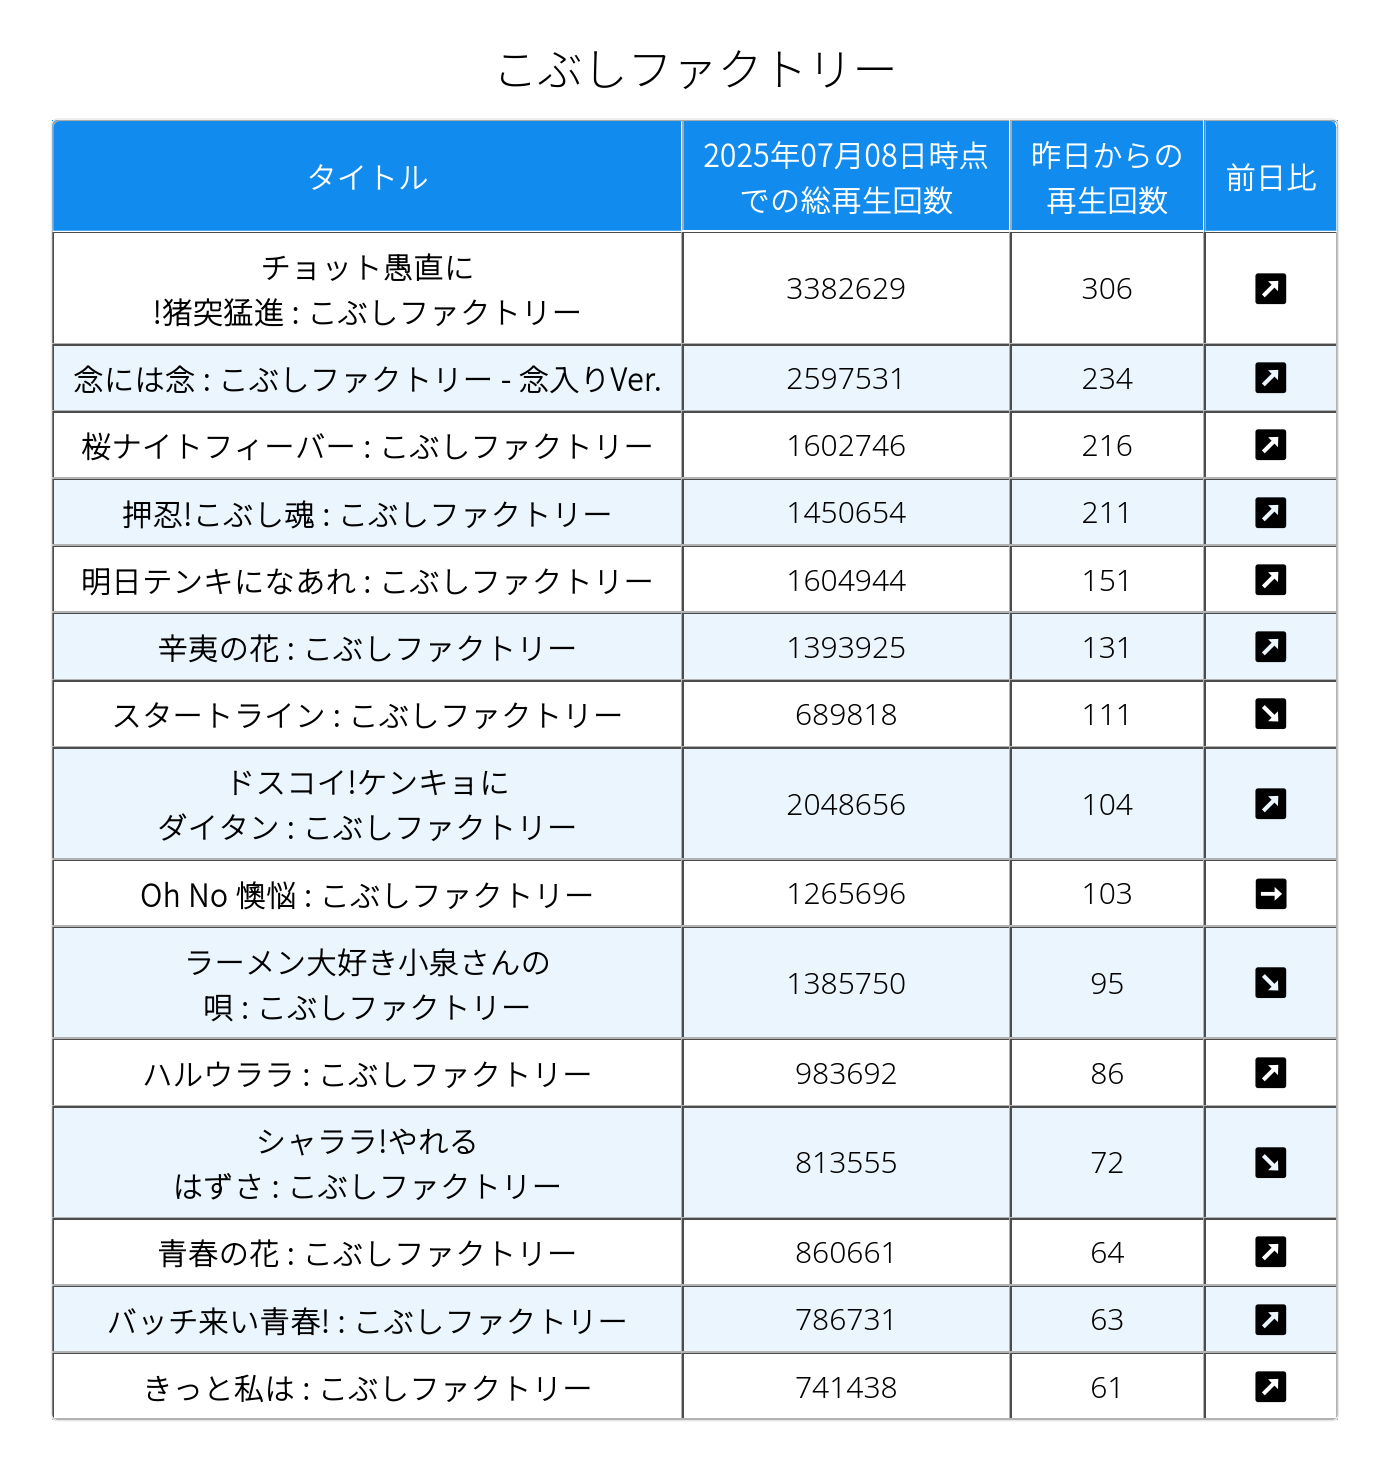 こぶしファクトリー
タイトル
2025年07月08日時点
での総再生回数
昨日からの
再生回数
前日比
チョット愚直に
!猪突猛進 : こぶしファクトリー
3382629
306
念には念 : こぶしファクトリー - 念入りVer.
2597531
234
桜ナイトフィーバー : こぶしファクトリー
1602746
216
押忍!こぶし魂 : こぶしファクトリー
1450654
211
明日テンキになあれ : こぶしファクトリー
1604944
151
辛夷の花 : こぶしファクトリー
1393925
131
スタートライン : こぶしファクトリー
689818
111
ドスコイ!ケンキョに
ダイタン : こぶしファクトリー
2048656
104
Oh No 懊悩 : こぶしファクトリー
1265696
103
ラーメン大好き小泉さんの
唄 : こぶしファクトリー
1385750
95
ハルウララ : こぶしファクトリー
983692
86
シャララ!やれる
はずさ : こぶしファクトリー
813555
72
青春の花 : こぶしファクトリー
860661
64
バッチ来い青春! : こぶしファクトリー
786731
63
きっと私は : こぶしファクトリー
741438
61